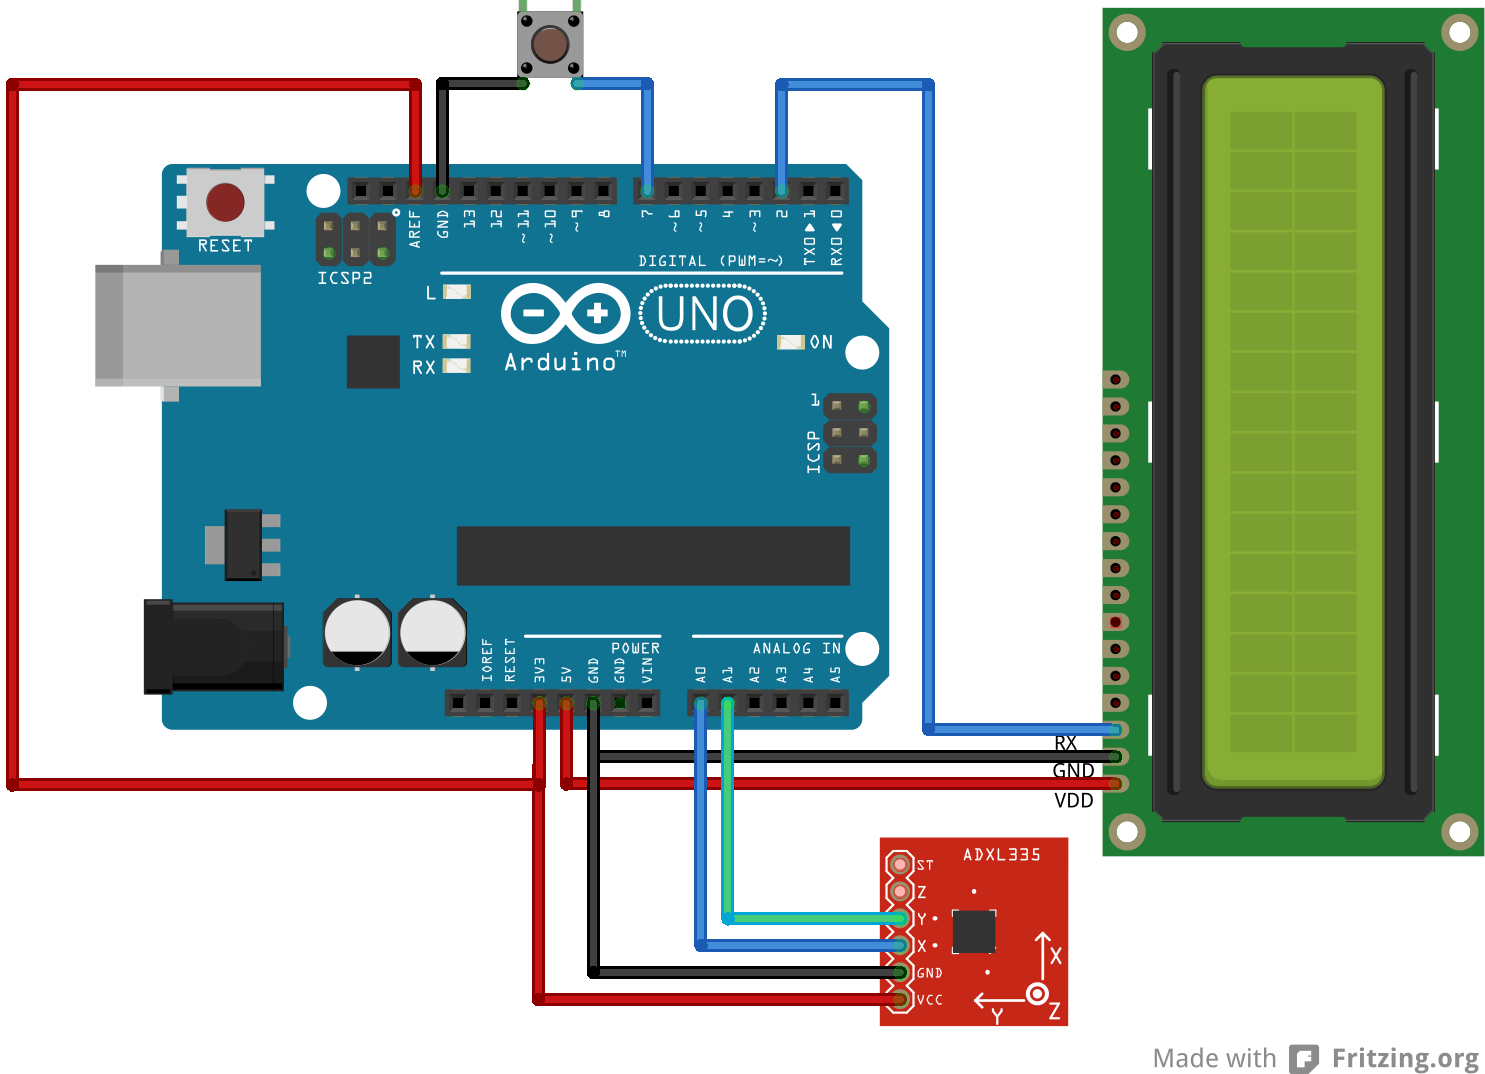 RESET
ICSP2
AREF
GND
13
12
~11
~10
~9
8
7
~6
~5
4
~3
2
TX0▶1
RX0◀0
DIGITAL (PWM=~)
L
TX
RX
UNO
Arduino™
ON
1
ICSP
IOREF
RESET
3V3
5V
GND
GND
VIN
POWER
A0
A1
A2
A3
A4
A5
ANALOG IN
RX
GND
VDD
ADXL335
ST
Z
Y
X
GND
VCC
X
Y
Z
Made with Fritzing.org